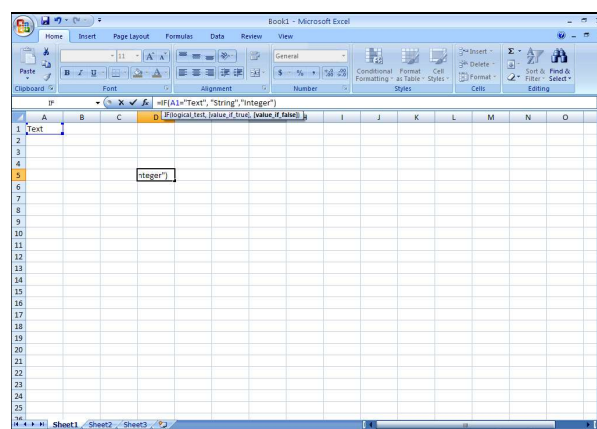 Book1 - Microsoft Excel
Home Insert Page Layout Formulas Data Review View
Paste
11
B I U
General
$ % ,
Conditional Formatting Format as Table Cell Styles
Insert
Delete
Format
Σ
Sort & Filter Find & Select
Clipboard Font Alignment Number Styles Cells Editing
IF fx =IF(A1="Text", "String","Integer")
IF(logical_test, [value_if_true], [value_if_false])
A B C D I J K L M N O
1 Text
2
3
4
5 nteger")
6
7
8
9
10
11
12
13
14
15
16
17
18
19
20
21
22
23
24
25
Sheet1 Sheet2 Sheet3